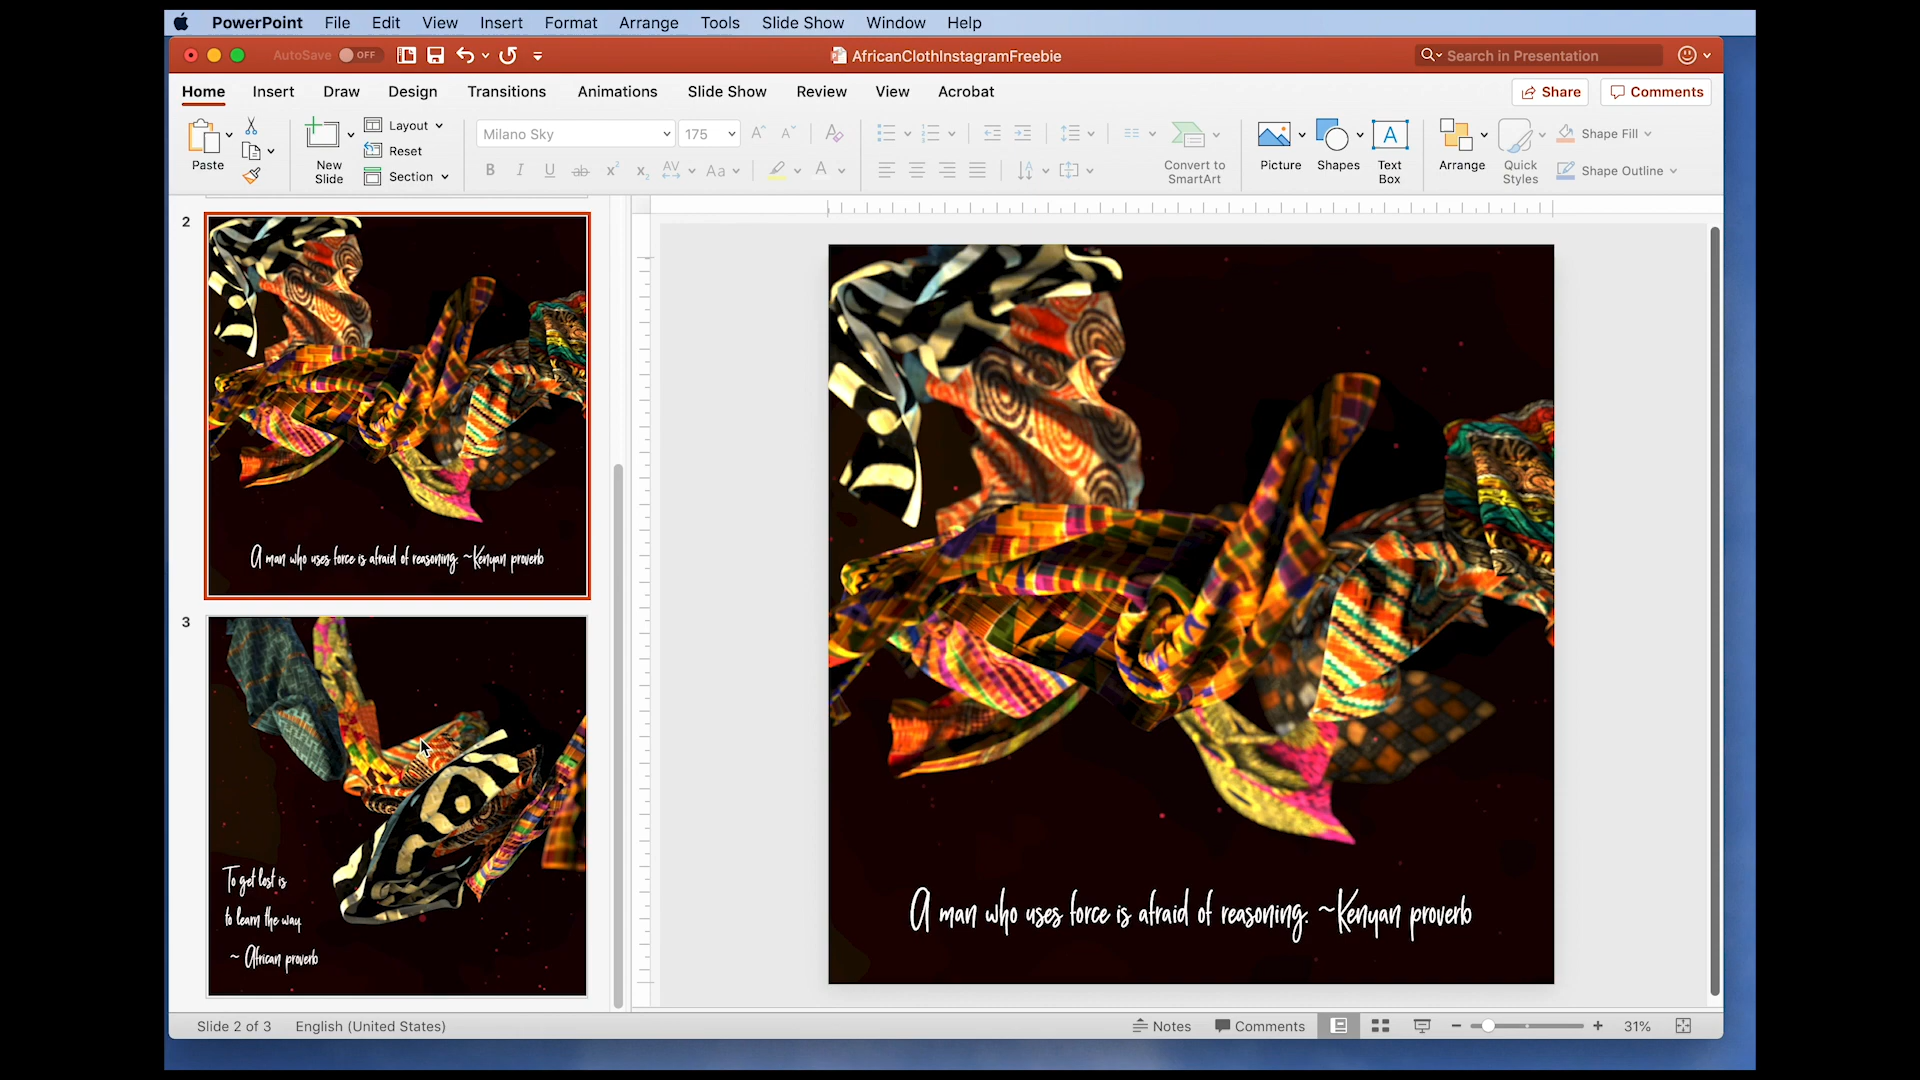 PowerPoint File Edit View Insert Format Arrange Tools Slide Show Window Help
AutoSave OFF AfricanClothInstagramFreebie Search in Presentation
Home Insert Draw Design Transitions Animations Slide Show Review View Acrobat Share Comments
Paste
New Slide
Layout
Reset
Section
Milano Sky 175
Convert to SmartArt
Picture
Shapes
Text Box
Arrange
Quick Styles
Shape Fill
Shape Outline
2
A man who uses force is afraid of reasoning. ~Kenyan proverb
3
To get lost is
to learn the way.
~ African proverb
A man who uses force is afraid of reasoning. ~Kenyan proverb
Slide 2 of 3 English (United States) Notes Comments 31%